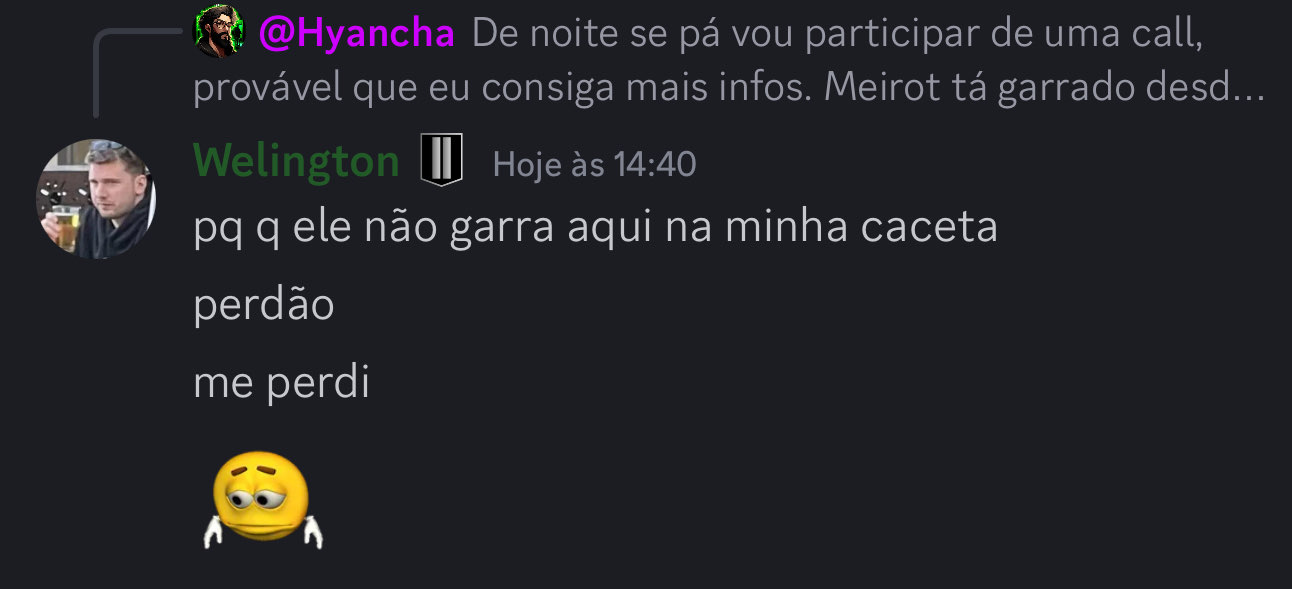 @Hyancha De noite se pá vou participar de uma call,
provável que eu consiga mais infos. Meirot tá garrado desd...
Welington Hoje às 14:40
pq q ele não garra aqui na minha caceta
perdão
me perdi